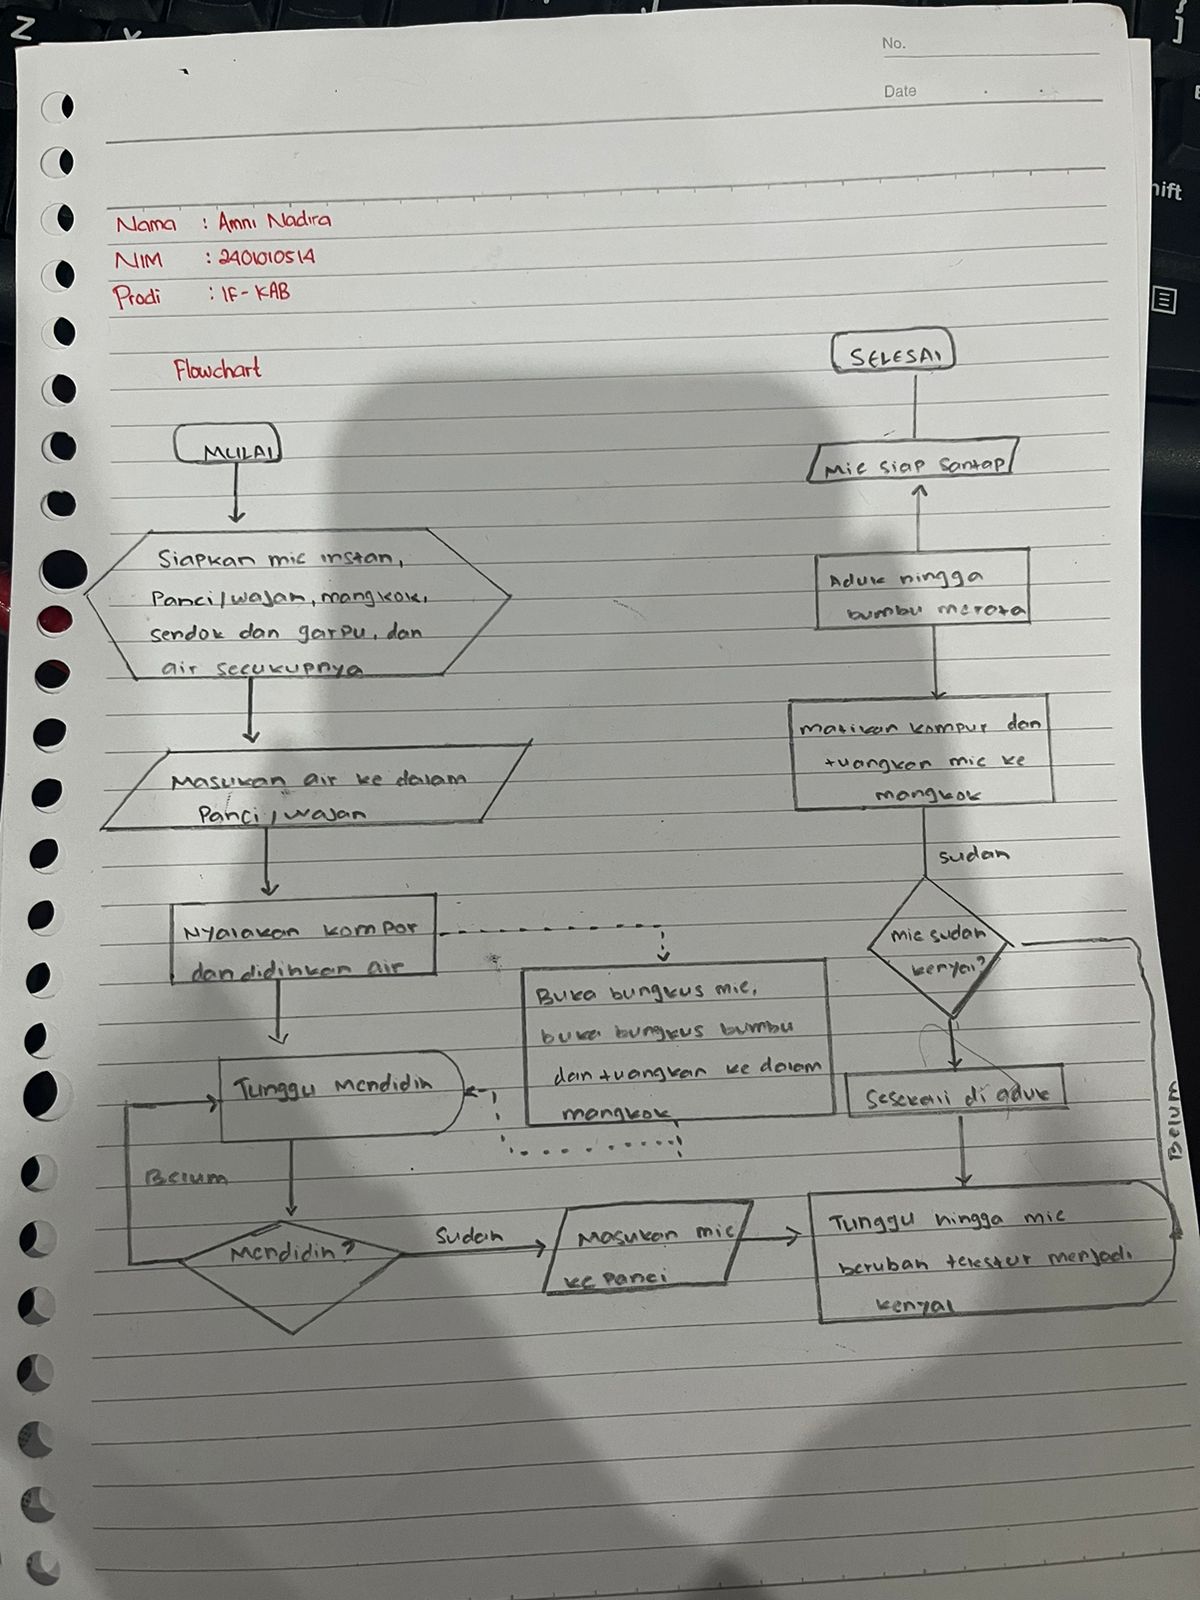 No.
Date
Nama : Amni Nadira
NIM : 2401010514
Prodi : IF-KAB
Flowchart
MULAI
Siapkan mie instan,
Panci/wajan, mangkok,
sendok dan garpu, dan
air secukupnya
Masukan air ke dalam
Panci/wajan
Nyalakan kompor
dan didihkan air
Buka bungkus mie,
buka bungkus bumbu
dan tuangkan ke dalam
mangkok
Tunggu Mendidih
Belum
Mendidih?
Sudah
Masukan mie
ke panci
Tunggu hingga mie
berubah tekstur menjadi
kenyal
Sesekali di aduk
mie sudah
kenyal?
Belum
sudah
matikan kompor dan
tuangkan mie ke
mangkok
Aduk hingga
bumbu merata
Mie siap santap
SELESAI
Z
hift
]